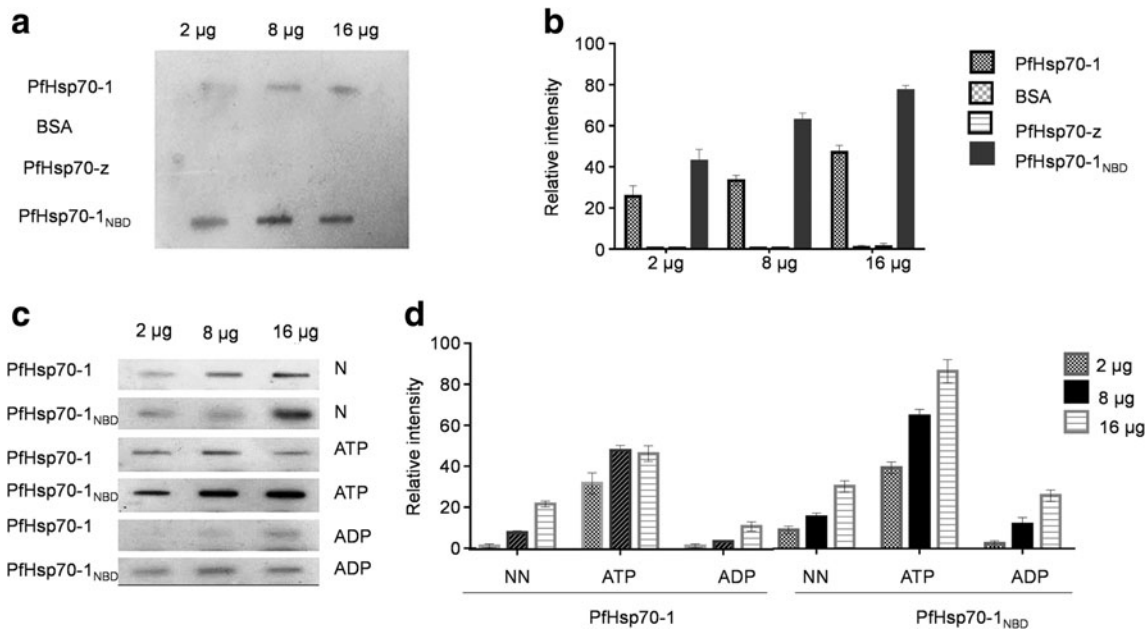 a
2 µg 8 µg 16 µg
PfHsp70-1
BSA
PfHsp70-z
PfHsp70-1NBD
b
Relative intensity
100
80
60
40
20
0
2 µg 8 µg 16 µg
PfHsp70-1
BSA
PfHsp70-z
PfHsp70-1NBD
c
2 µg 8 µg 16 µg
PfHsp70-1 N
PfHsp70-1NBD N
PfHsp70-1 ATP
PfHsp70-1NBD ATP
PfHsp70-1 ADP
PfHsp70-1NBD ADP
d
Relative intensity
100
80
60
40
20
0
NN ATP ADP NN ATP ADP
PfHsp70-1 PfHsp70-1NBD
2 µg
8 µg
16 µg